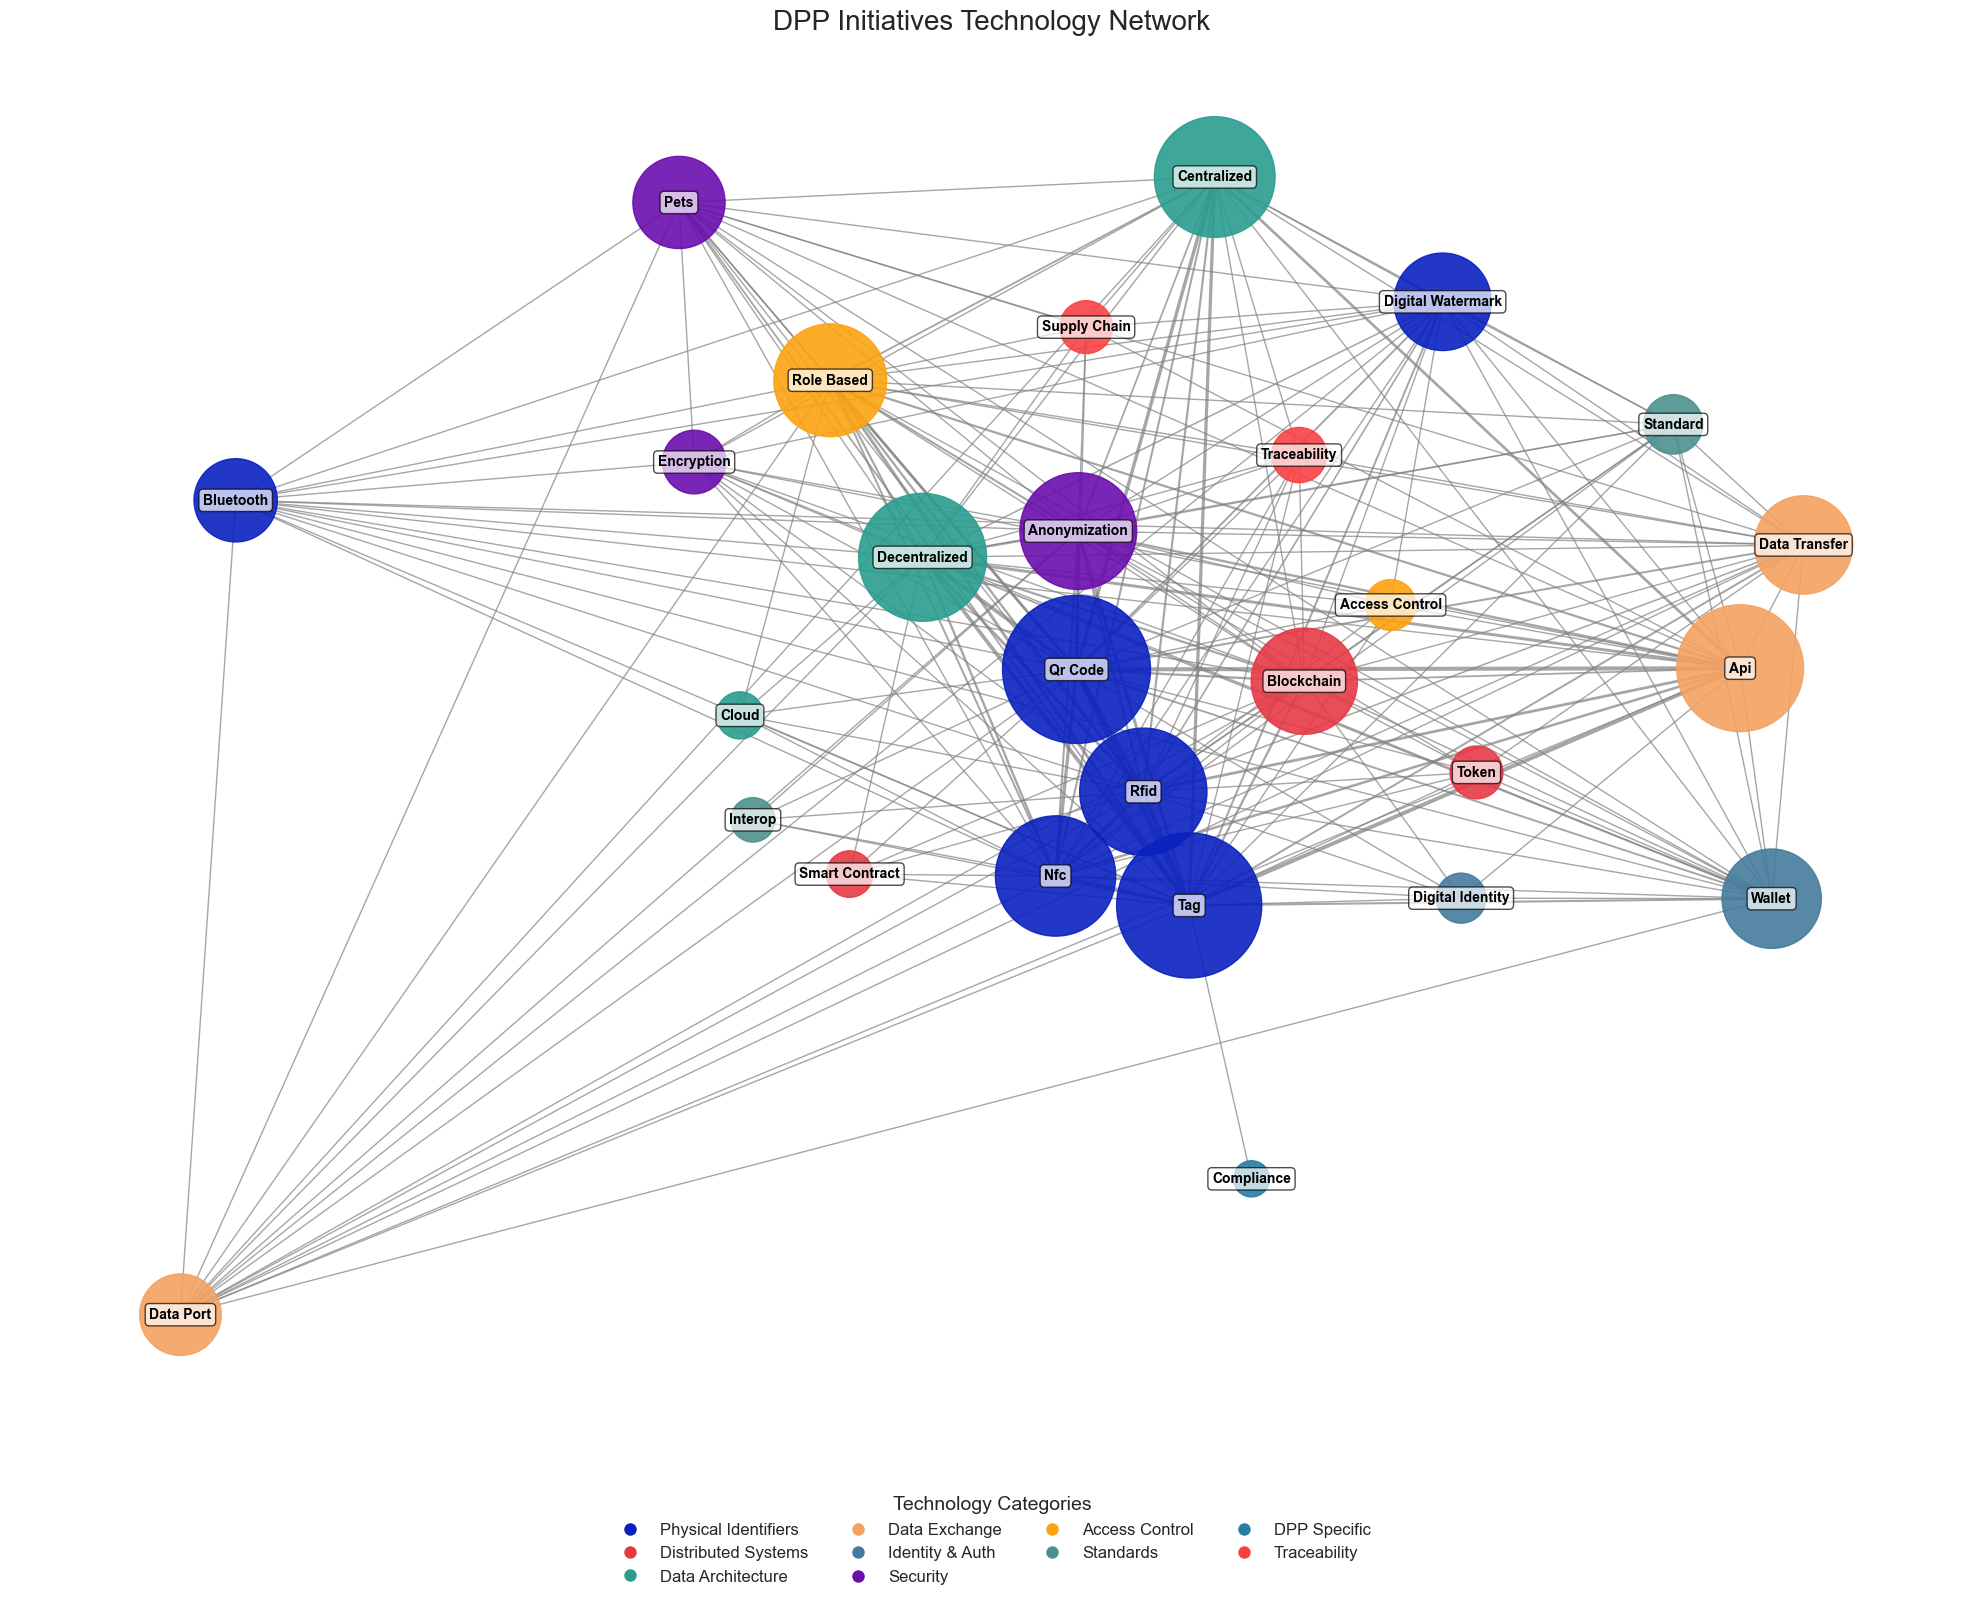 DPP Initiatives Technology Network
Centralized
Pets
Digital Watermark
Supply Chain
Role Based
Standard
Traceability
Encryption
Bluetooth
Anonymization
Data Transfer
Decentralized
Access Control
Api
Qr Code
Blockchain
Cloud
Token
Rfid
Interop
Smart Contract
Nfc
Digital Identity
Wallet
Tag
Compliance
Data Port
Technology Categories
Physical Identifiers
Distributed Systems
Data Architecture
Data Exchange
Identity & Auth
Security
Access Control
Standards
DPP Specific
Traceability